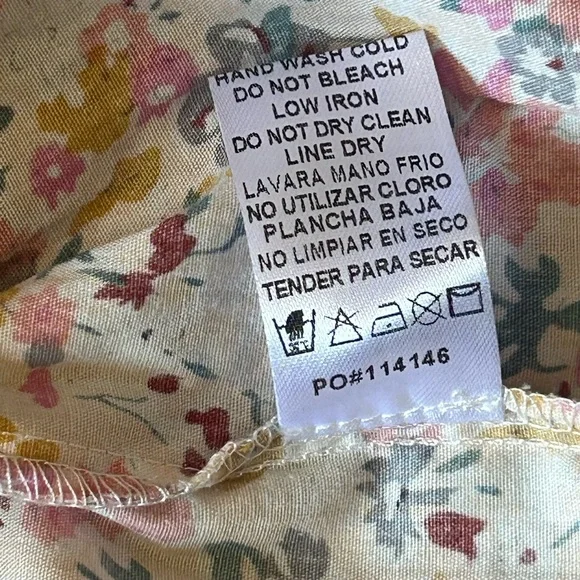 HAND WASH COLD
DO NOT BLEACH
LOW IRON
DO NOT DRY CLEAN
LINE DRY
LAVARA MANO FRIO
NO UTILIZAR CLORO
PLANCHA BAJA
NO LIMPIAR EN SECO
TENDER PARA SECAR
PO#114146